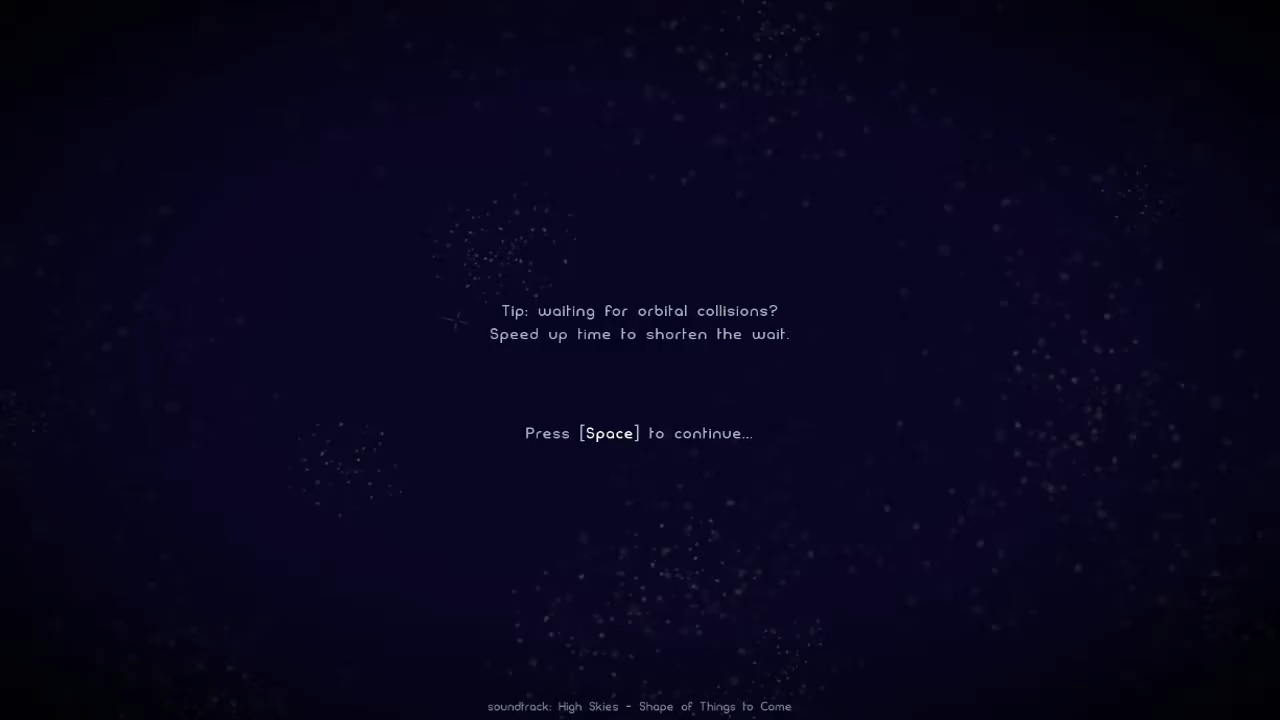 Tip: waiting for orbital collisions?
Speed up time to shorten the wait.
Press [Space] to continue...
soundtrack: High Skies - Shape of Things to Come